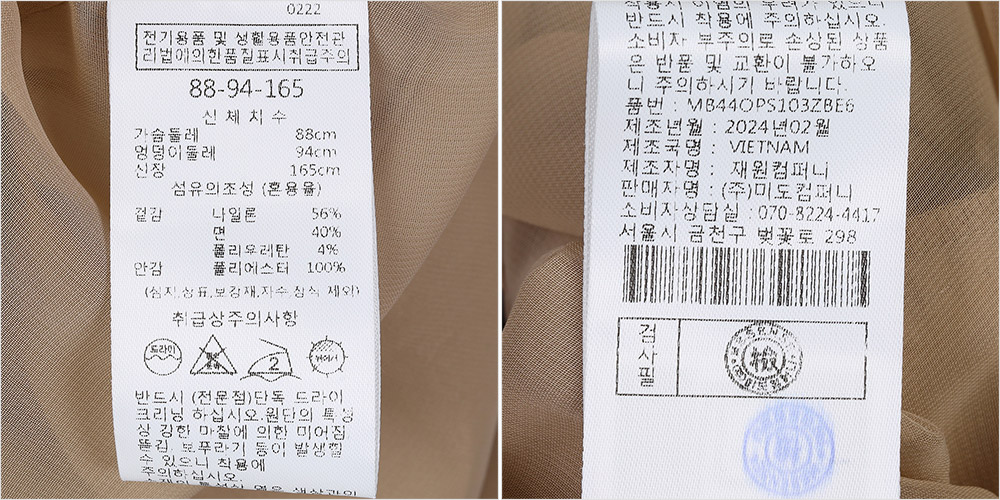 0222
전기용품 및 생활용품안전관
리법에의한품질표시취급주의
88-94-165
신 체 치 수
가슴둘레 88cm
엉덩이둘레 94cm
신장 165cm
섬유의조성 (혼용율)
겉감 나일론 56%
면 40%
폴리우레탄 4%
안감 폴리에스터 100%
(심지,상표,보강재,자수,장식 제외)
취급상주의사항
드라이
2
반드시 (전문점)단독 드라이
크리닝 하십시오.원단의 특성
상 강한 마찰에 의한 미어짐
뜯김, 보푸라기 등이 발생할
수 있으니 착용에
주의하십시오.
반드시 착용에 주의하십시오.
소비자 부주의로 손상된 상품
은 반품 및 교환이 불가하오
니 주의하시기 바랍니다.
품번 : MB44OPS103ZBE6
제조년월 : 2024년02월
제조국명 : VIETNAM
제조자명 : 재원컴퍼니
판매자명 : (주)미도컴퍼니
소비자상담실 :070-8224-4417
서울시 금천구 벚꽃로 298
검
사
필
檢